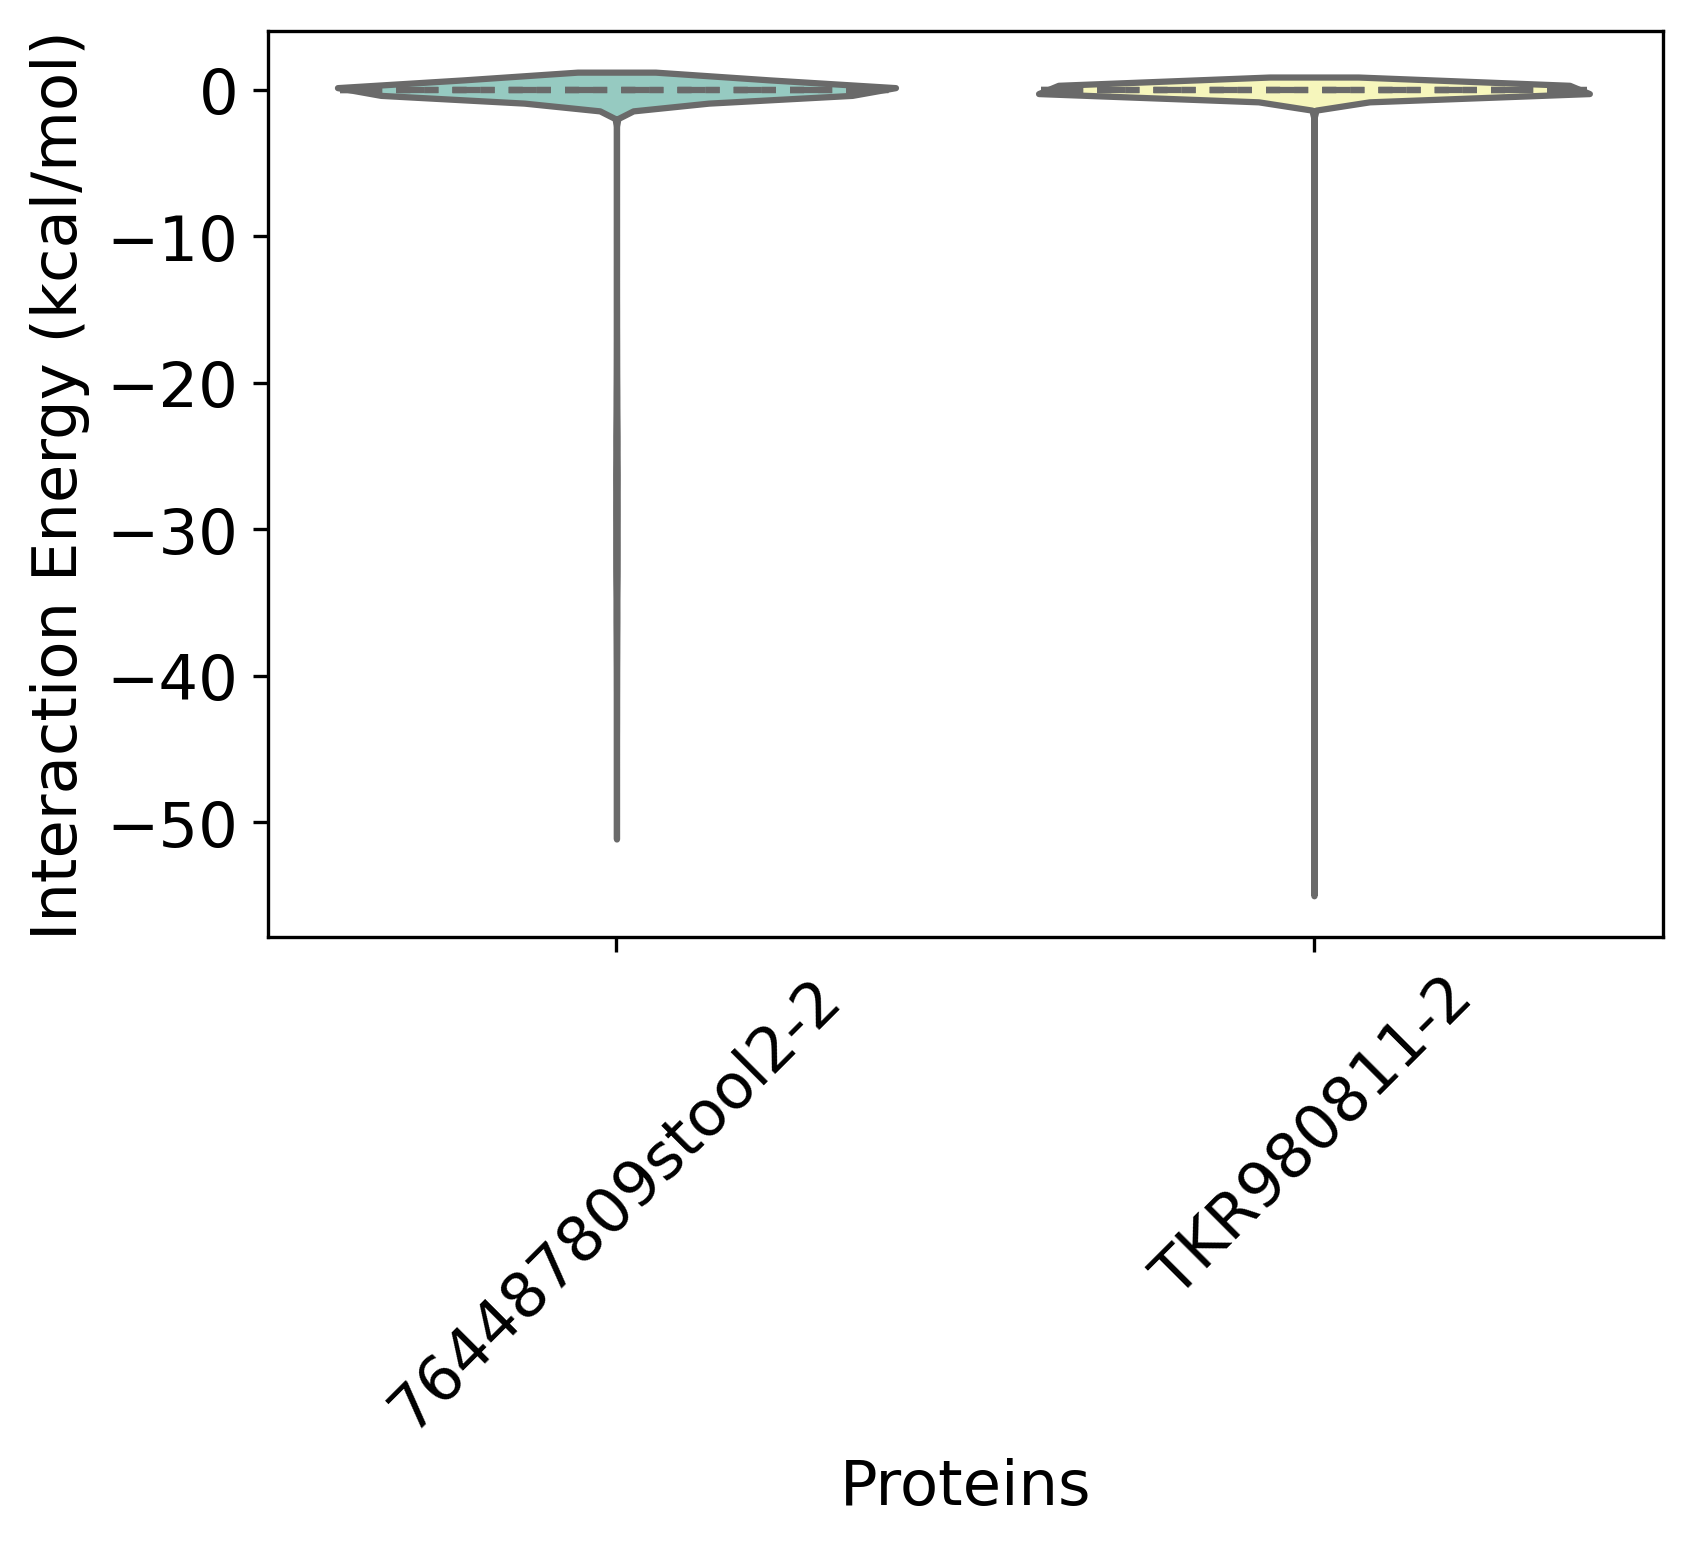 Interaction Energy (kcal/mol)
0
−10
−20
−30
−40
−50
764487809stool2-2
TKR980811-2
Proteins